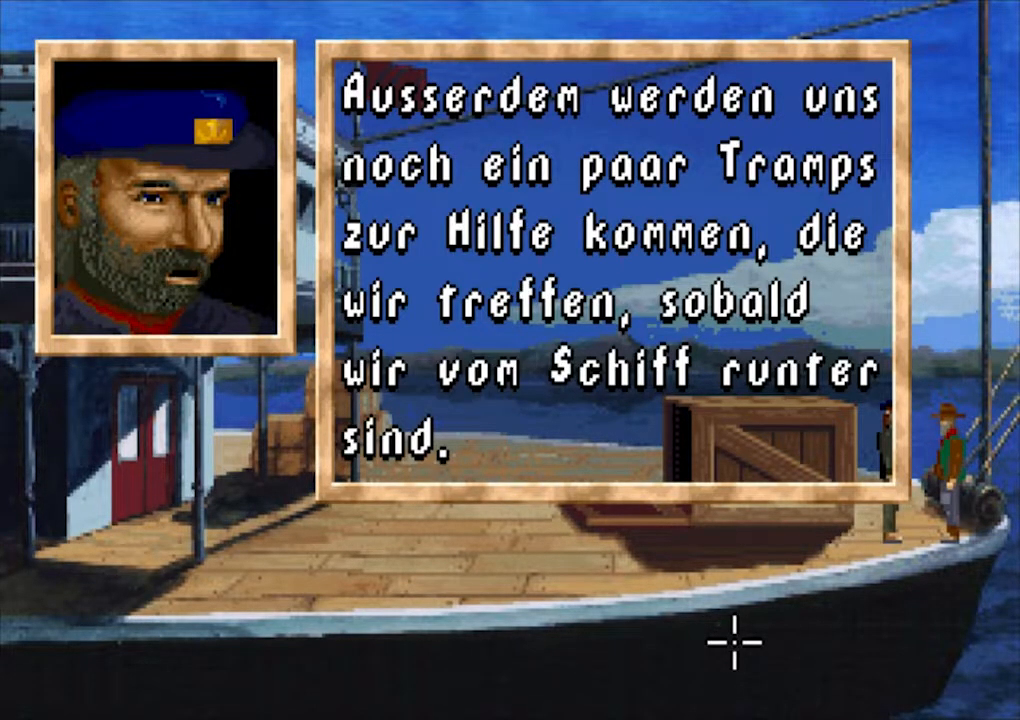 Ausserdem werden uns
noch ein paar Tramps
zur Hilfe kommen, die
wir treffen, sobald
wir vom Schiff runter
sind.